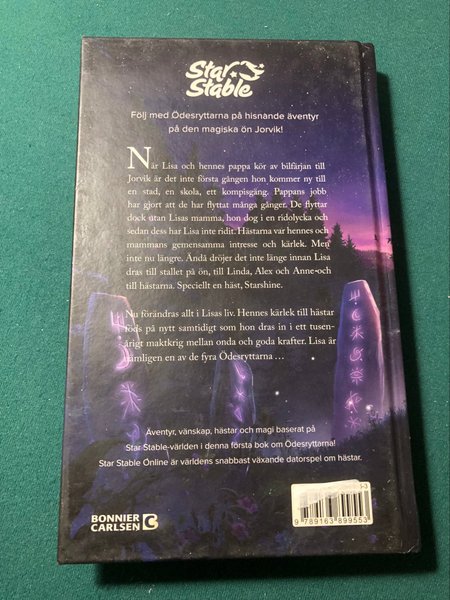 Star
Stable
Följ med Ödesryttarna på hisnande äventyr
på den magiska ön Jorvik!
När Lisa och hennes pappa kör av bilfärjan till
Jorvik är det inte första gången hon kommer ny till
en stad, en skola, ett kompisgäng. Pappans jobb
har gjort att de har flyttat många gånger. De flyttar
dock utan Lisas mamma, hon dog i en ridolycka och
sedan dess har Lisa inte ridit. Hästarna var hennes och
mammans gemensamma intresse och kärlek. Men
inte nu längre. Ändå dröjer det inte länge innan Lisa
dras till stallet på ön, till Linda, Alex och Anne och
till hästarna. Speciellt en häst, Starshine.
Nu förändras allt i Lisas liv. Hennes kärlek till hästar
föds på nytt samtidigt som hon dras in i ett tusen-
årigt maktkrig mellan onda och goda krafter. Lisa är
nämligen en av de fyra Ödesryttarna ...
Äventyr, vänskap, hästar och magi baserat på
Star Stable-världen i denna första bok om Ödesryttarna!
Star Stable Online är världens snabbast växande datorspel om hästar.
BONNIER
CARLSEN
9 789163 899553